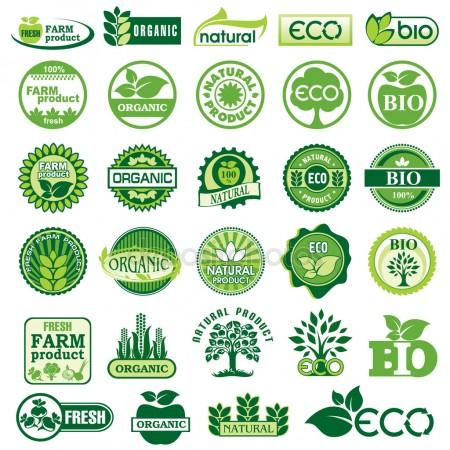 FRESH FARM product
ORGANIC
natural
ECO
bio
100%
FARM
product
fresh
ORGANIC
NATURAL
PRODUCT
ECO
BIO
FARM
product
ORGANIC
100
NATURAL
NATURAL
ECO
PRODUCT
BIO
100%
FRESH FARM PRODUCT
ORGANIC
NATURAL
PRODUCT
ECO
BIO
FRESH
FARM
product
ORGANIC
NATURAL PRODUCT
ECO
BIO
FRESH
ORGANIC
NATURAL
ECO